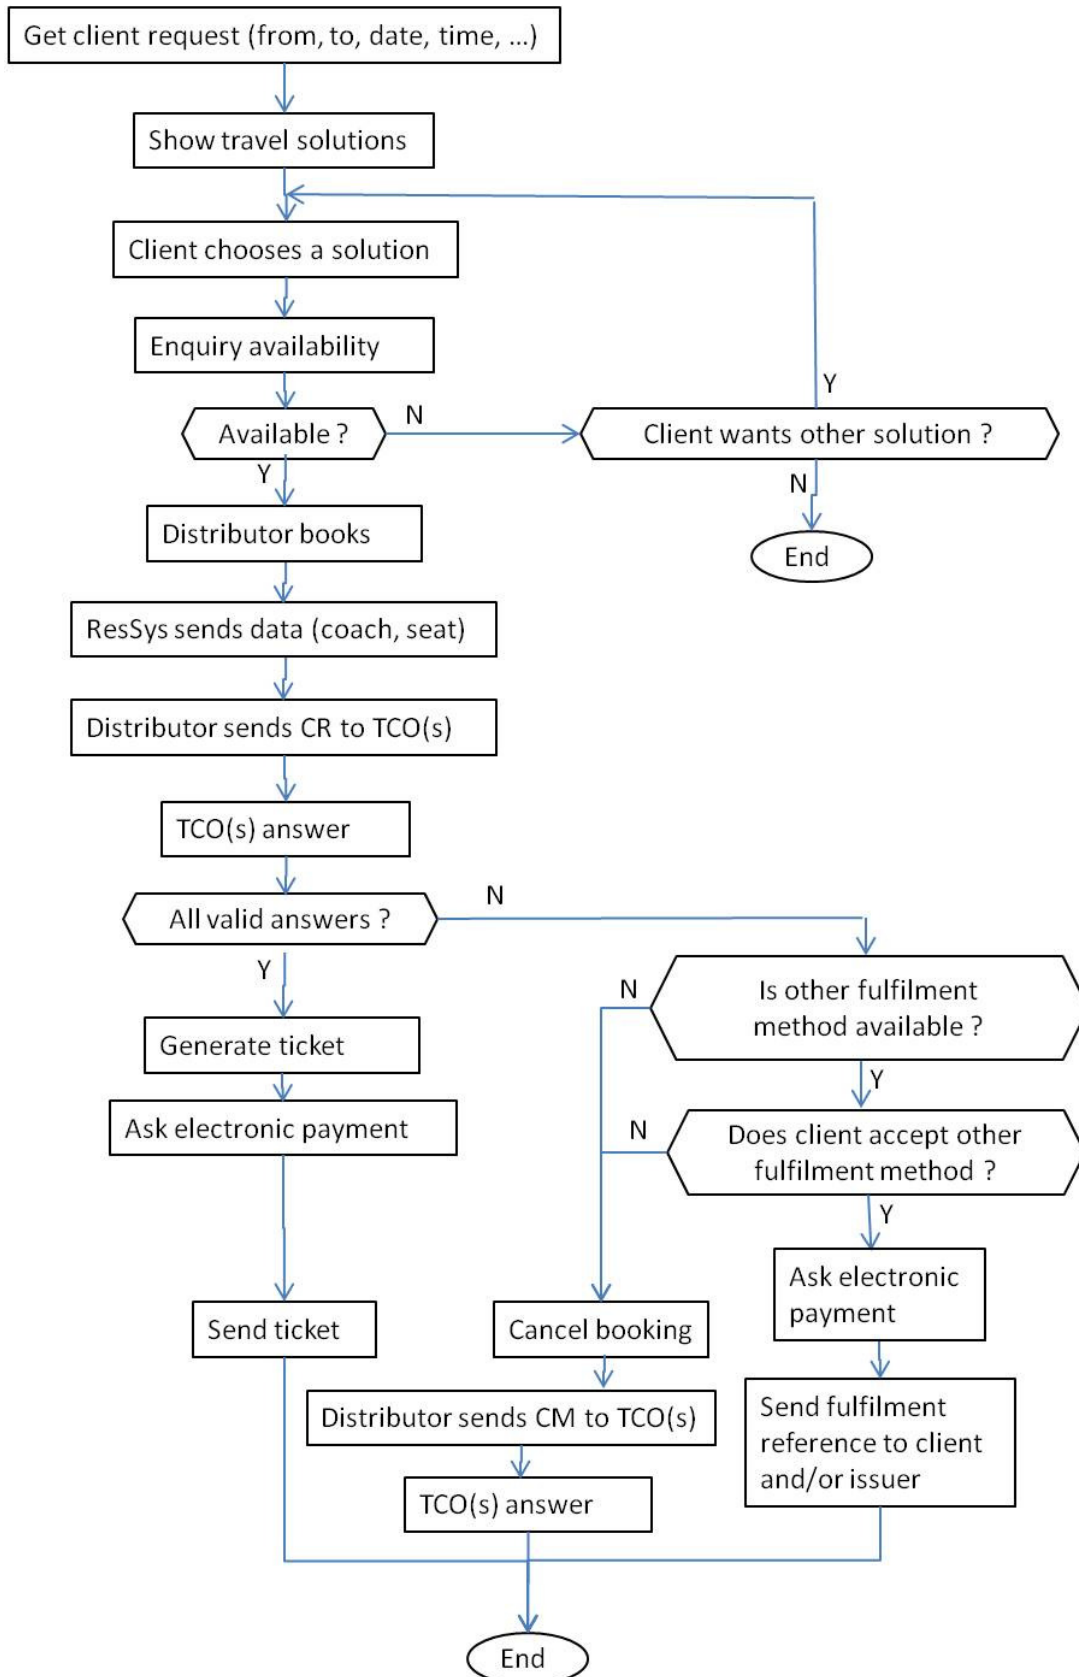 Get client request (from, to, date, time, ...)
Show travel solutions
Client chooses a solution
Enquiry availability
Y
Available ?
N
Client wants other solution ?
Y
N
Distributor books
End
ResSys sends data (coach, seat)
Distributor sends CR to TCO(s)
TCO(s) answer
All valid answers ?
N
Y
Is other fulfilment
method available ?
N
Generate ticket
Y
Ask electronic payment
N
Does client accept other
fulfilment method ?
Y
Ask electronic
payment
Send ticket
Cancel booking
Distributor sends CM to TCO(s)
Send fulfilment
reference to client
and/or issuer
TCO(s) answer
End